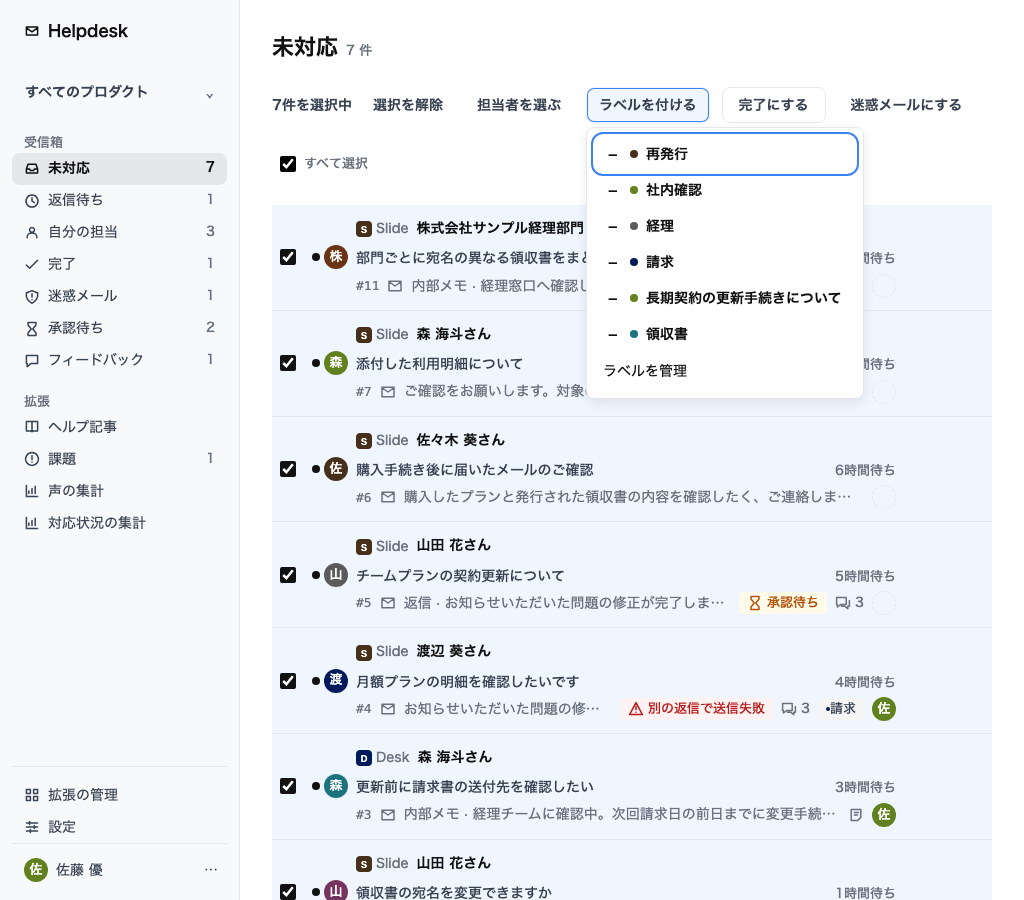 Helpdesk
すべてのプロダクト
受信箱
未対応 7
返信待ち 1
自分の担当 3
完了 1
迷惑メール 1
承認待ち 2
フィードバック 1
拡張
ヘルプ記事
課題 1
声の集計
対応状況の集計
拡張の管理
設定
佐 佐藤 優 …
未対応 7 件
7件を選択中 選択を解除 担当者を選ぶ ラベルを付ける 完了にする 迷惑メールにする
すべて選択
– 再発行
– 社内確認
– 経理
– 請求
– 長期契約の更新手続きについて
– 領収書
ラベルを管理
S Slide 株式会社サンプル経理部門
株 部門ごとに宛名の異なる領収書をまと 間待ち
#11 内部メモ · 経理窓口へ確認し
S Slide 森 海斗さん
森 添付した利用明細について 間待ち
#7 ご確認をお願いします。対象
S Slide 佐々木 葵さん
佐 購入手続き後に届いたメールのご確認 6時間待ち
#6 購入したプランと発行された領収書の内容を確認したく、ご連絡しま…
S Slide 山田 花さん
山 チームプランの契約更新について 5時間待ち
#5 返信 · お知らせいただいた問題の修正が完了しま… 承認待ち 3
S Slide 渡辺 葵さん
渡 月額プランの明細を確認したいです 4時間待ち
#4 お知らせいただいた問題の修… 別の返信で送信失敗 3 •請求 佐
D Desk 森 海斗さん
森 更新前に請求書の送付先を確認したい 3時間待ち
#3 内部メモ · 経理チームに確認中。次回請求日の前日までに変更手続… 佐
S Slide 山田 花さん
山 領収書の宛名を変更できますか 1時間待ち